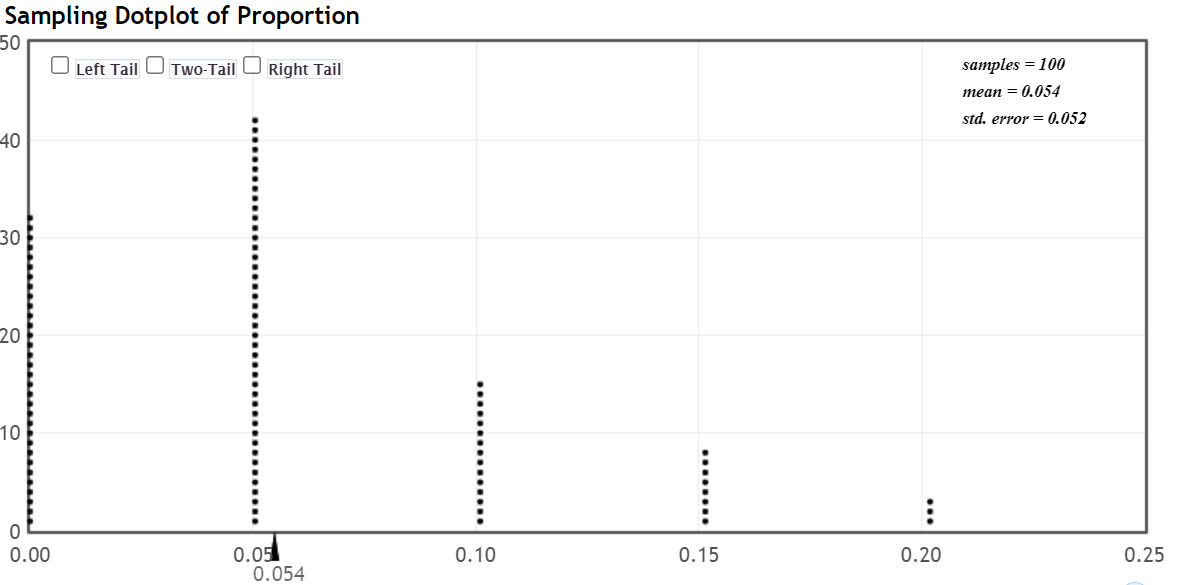 Sampling Dotplot of Proportion
50
Left Tail Two-Tail Right Tail
samples = 100
mean = 0.054
std. error = 0.052
40
30
20
10
0
0.00 0.05 0.10 0.15 0.20 0.25
0.054